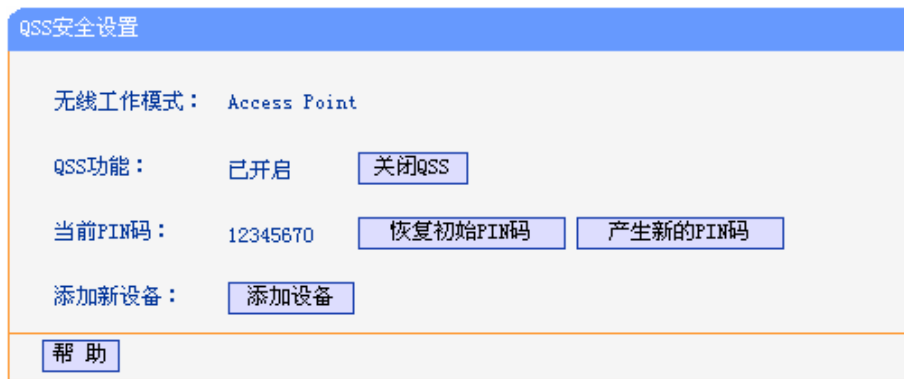 QSS安全设置
无线工作模式： Access Point
QSS功能： 已开启 关闭QSS
当前PIN码： 12345670 恢复初始PIN码 产生新的PIN码
添加新设备： 添加设备
帮 助